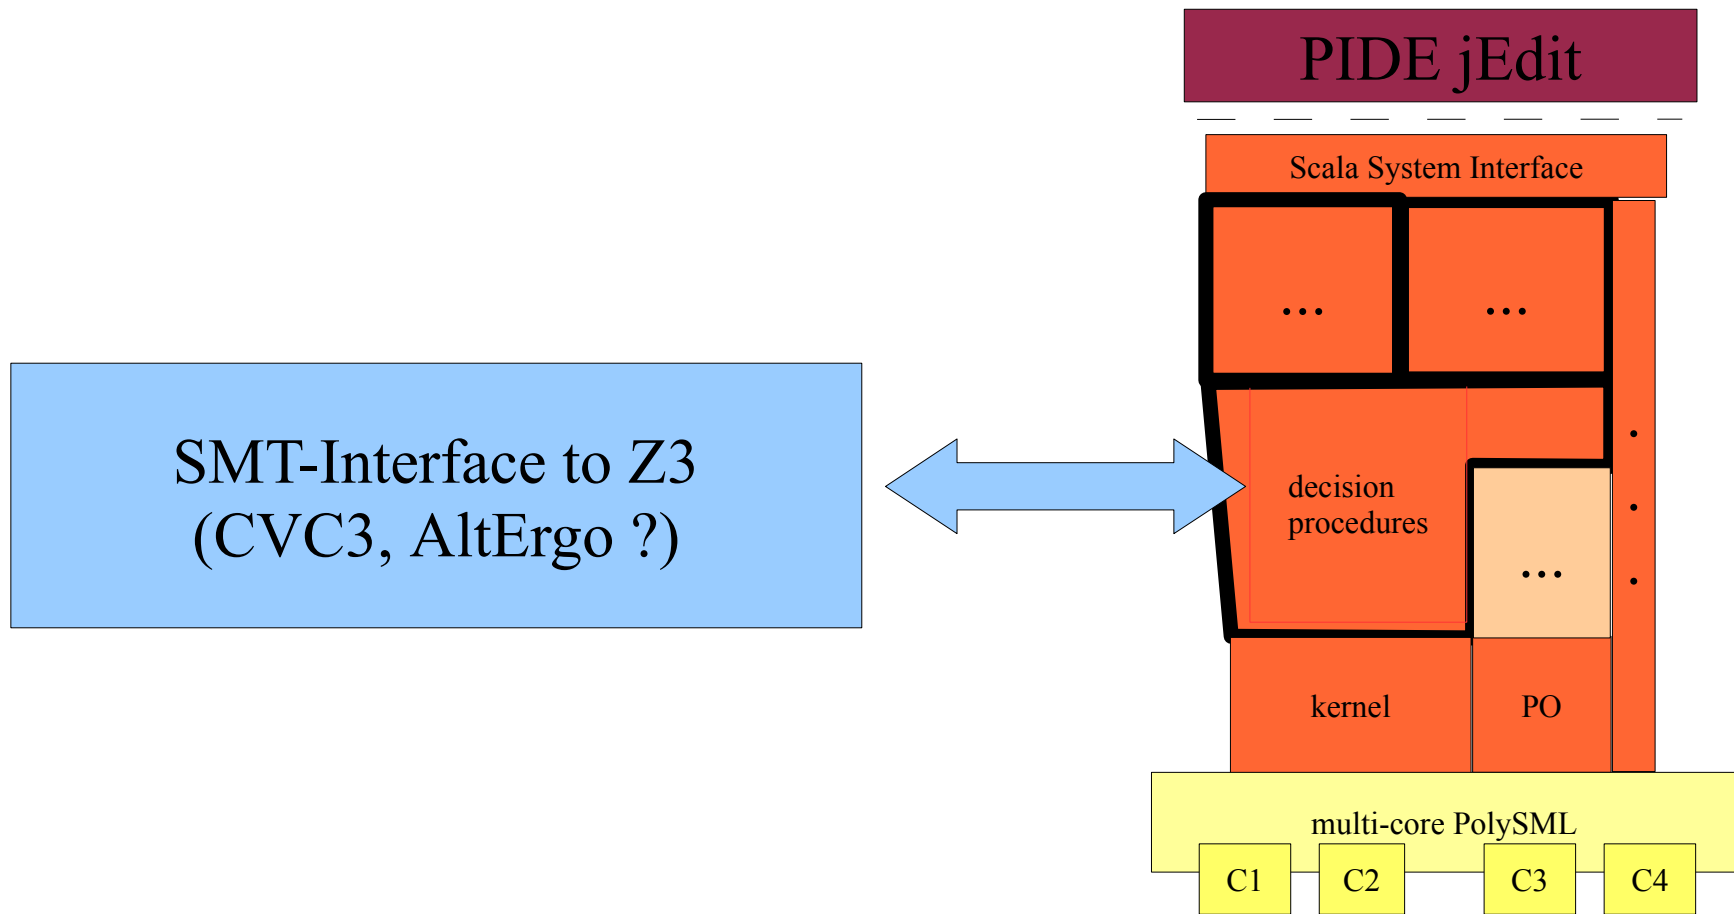 PIDE jEdit
Scala System Interface
... ...
SMT-Interface to Z3
(CVC3, AltErgo ?)
decision
procedures
...
.
.
.
kernel PO
multi-core PolySML
C1 C2 C3 C4